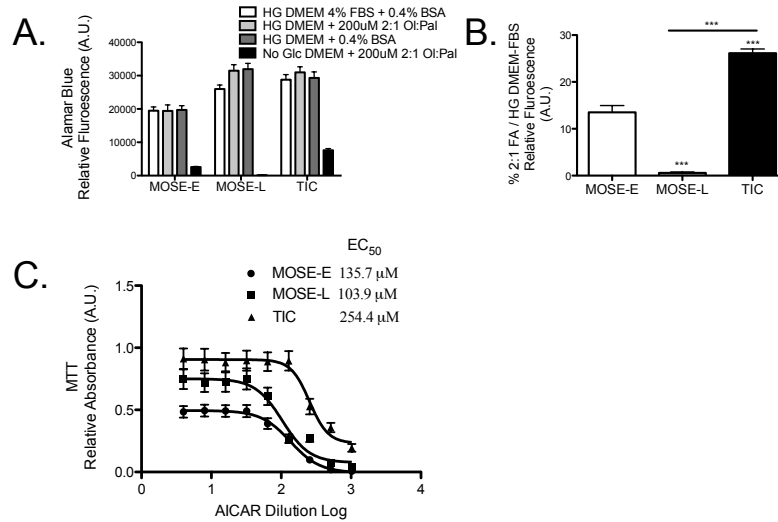 A.
HG DMEM 4% FBS + 0.4% BSA
HG DMEM + 200uM 2:1 Ol:Pal
HG DMEM + 0.4% BSA
No Glc DMEM + 200uM 2:1 Ol:Pal
Alamar Blue
Relative Fluroescence (A.U.)
40000
30000
20000
10000
0
MOSE-E MOSE-L TIC
B.
% 2:1 FA / HG DMEM-FBS
Relative Fluroescence
(A.U.)
30
20
10
0
***
***
***
MOSE-E MOSE-L TIC
C.
EC50
MOSE-E 135.7 µM
MOSE-L 103.9 µM
TIC 254.4 µM
MTT
Relative Absorbance (A.U.)
1.5
1.0
0.5
0.0
0 1 2 3 4
AICAR Dilution Log